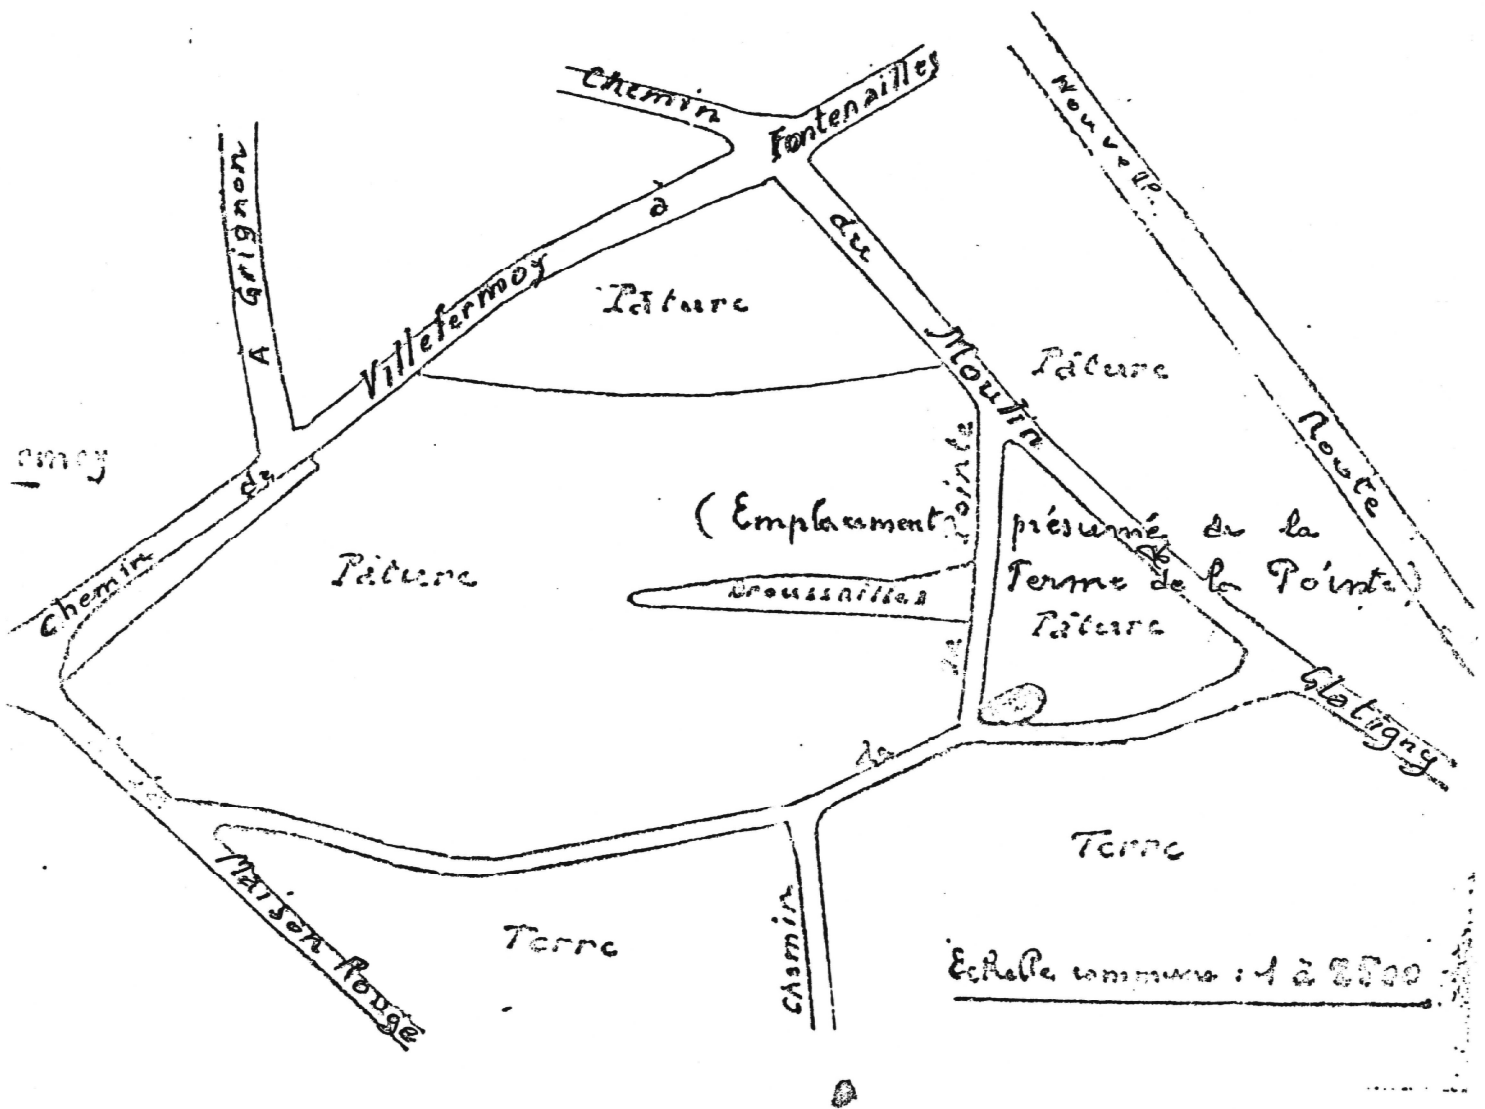 Chemin du Moulin de Glatigny
Chemin de Villefermoy à Fontenailles
A Grignon
Nouvelle Route
Pâture
Pâture
(Emplacement présumé de la
Ferme de la Pointe)
Pâture
Broussailles
Pâture
Chemin de la Pointe
à Maison Rouge
Terre
Terre
Echelle commune : 1 à 2500